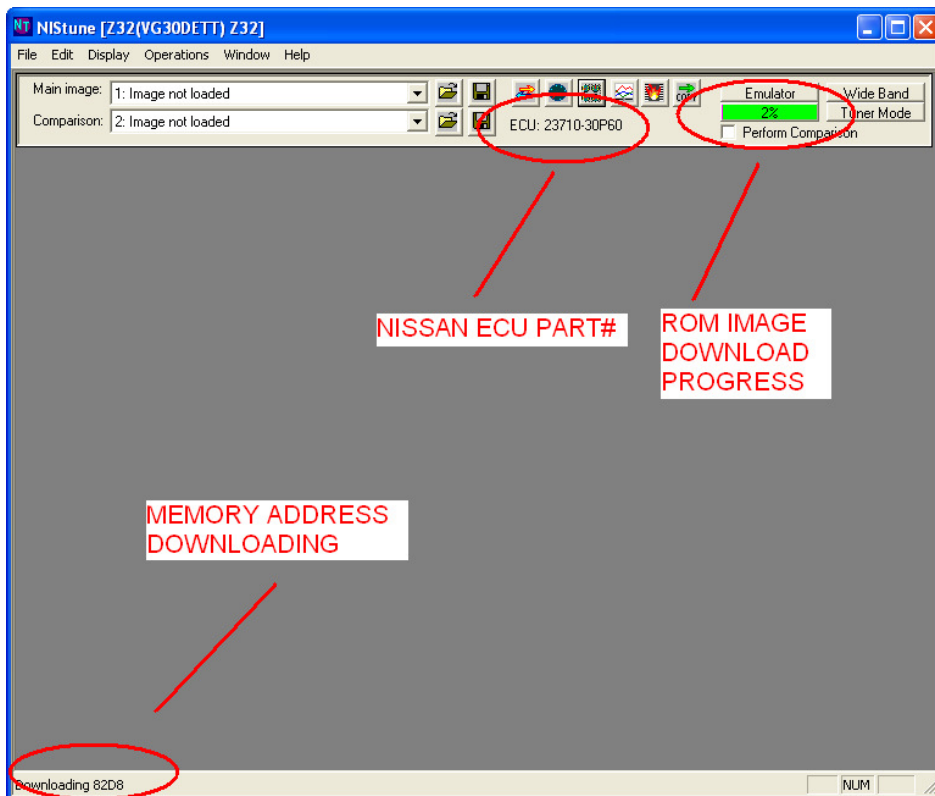 NIStune [Z32(VG30DETT) Z32]
File Edit Display Operations Window Help
Main image: 1: Image not loaded
Comparison: 2: Image not loaded
COPY
ECU: 23710-30P60
Emulator Wide Band
2% Tuner Mode
Perform Comparison
NISSAN ECU PART#
ROM IMAGE
DOWNLOAD
PROGRESS
MEMORY ADDRESS
DOWNLOADING
Downloading 82D8
NUM